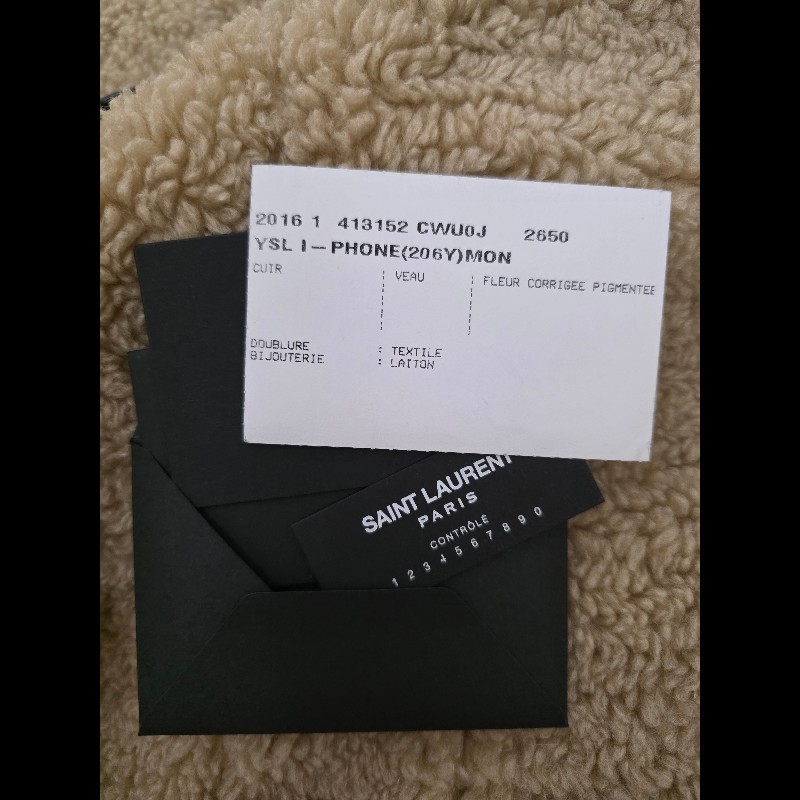 2016 1 413152 CWU0J 2650
YSL I-PHONE(206Y)MON
CUIR ¦ VEAU ¦ FLEUR CORRIGEE PIGMENTEE
DOUBLURE : TEXTILE
BIJOUTERIE : LAITON
SAINT LAURENT
PARIS
CONTRÔLE
1 2 3 4 5 6 7 8 9 0